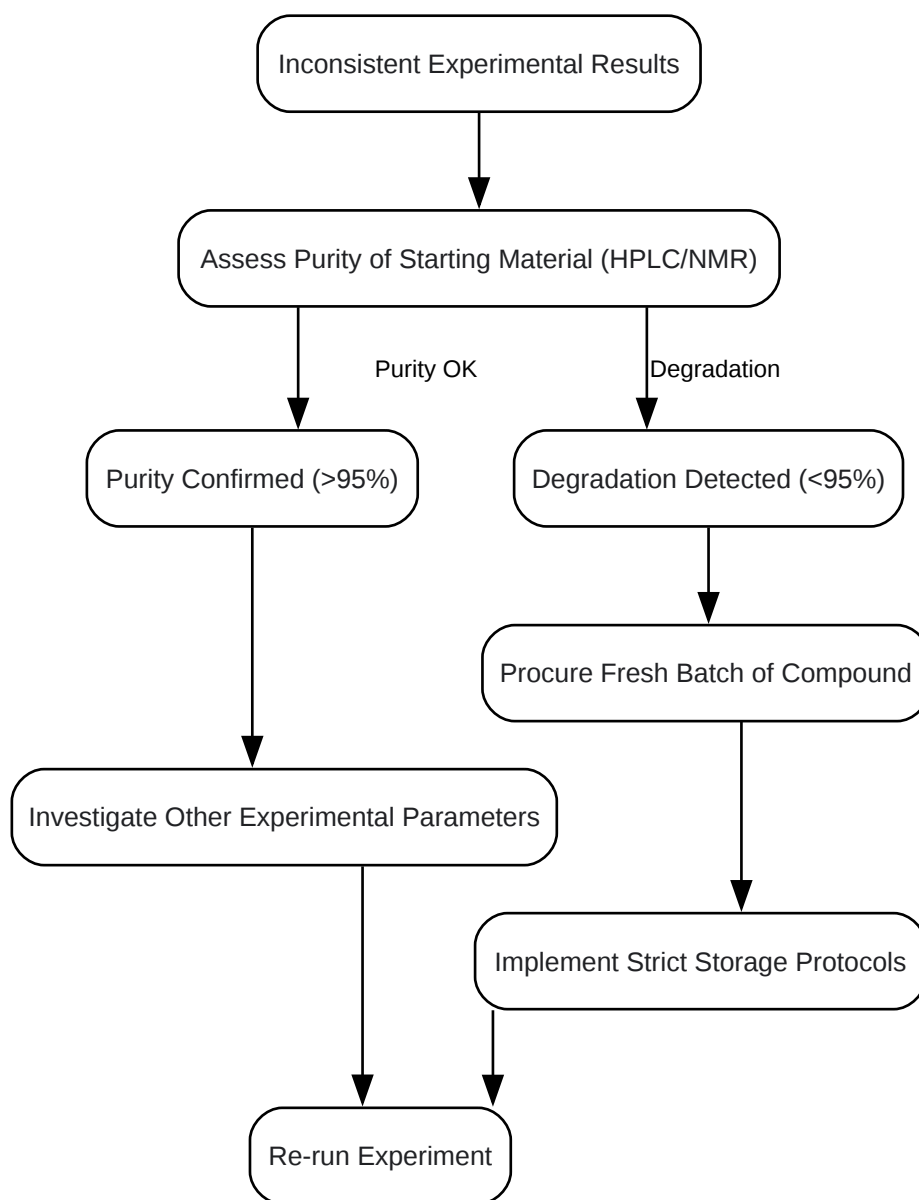 Inconsistent Experimental Results
Assess Purity of Starting Material (HPLC/NMR)
Purity OK
Degradation
Purity Confirmed (>95%)
Degradation Detected (<95%)
Procure Fresh Batch of Compound
Investigate Other Experimental Parameters
Implement Strict Storage Protocols
Re-run Experiment